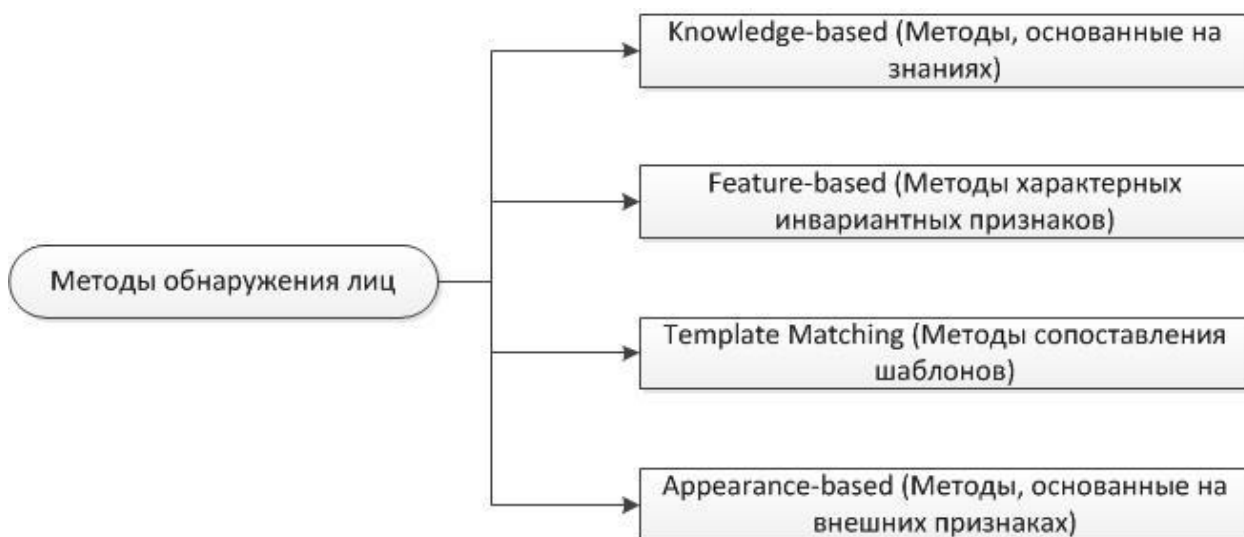 Knowledge-based (Методы, основанные на
знаниях)
Feature-based (Методы характерных
инвариантных признаков)
Методы обнаружения лиц
Template Matching (Методы сопоставления
шаблонов)
Appearance-based (Методы, основанные на
внешних признаках)